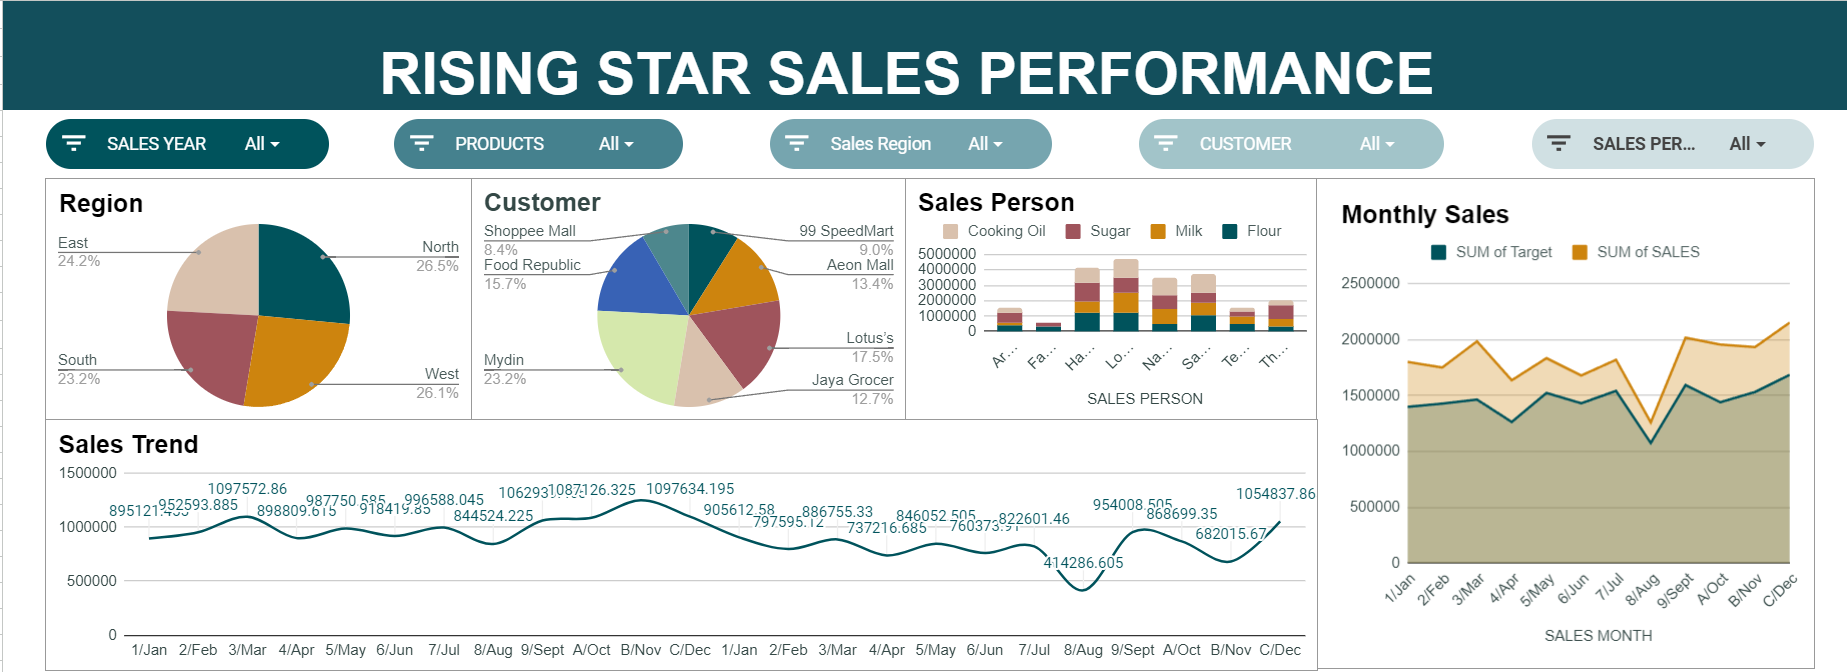 RISING STAR SALES PERFORMANCE
SALES YEAR All
PRODUCTS All
Sales Region All
CUSTOMER All
SALES PER... All
Region
East
24.2%
North
26.5%
South
23.2%
West
26.1%
Customer
Shoppee Mall
8.4%
99 SpeedMart
9.0%
Food Republic
15.7%
Aeon Mall
13.4%
Lotus's
17.5%
Mydin
23.2%
Jaya Grocer
12.7%
Sales Person
Cooking Oil Sugar Milk Flour
5000000
4000000
3000000
2000000
1000000
0
Ar... Fa... Ha... Lo... Na... Sa... Te... Th...
SALES PERSON
Monthly Sales
SUM of Target SUM of SALES
2500000
2000000
1500000
1000000
500000
0
1/Jan 2/Feb 3/Mar 4/Apr 5/May 6/Jun 7/Jul 8/Aug 9/Sept A/Oct B/Nov C/Dec
SALES MONTH
Sales Trend
1500000
1000000
500000
0
952593.885 1097572.86 898809.615 987750.585 918419.85 996588.045 844524.225 1087126.325 1097634.195 905612.58 797595.12 886755.33 737216.685 846052.505 822601.46 414286.605 954008.505 868699.35 682015.67 1054837.86
1/Jan 2/Feb 3/Mar 4/Apr 5/May 6/Jun 7/Jul 8/Aug 9/Sept A/Oct B/Nov C/Dec 1/Jan 2/Feb 3/Mar 4/Apr 5/May 6/Jun 7/Jul 8/Aug 9/Sept A/Oct B/Nov C/Dec